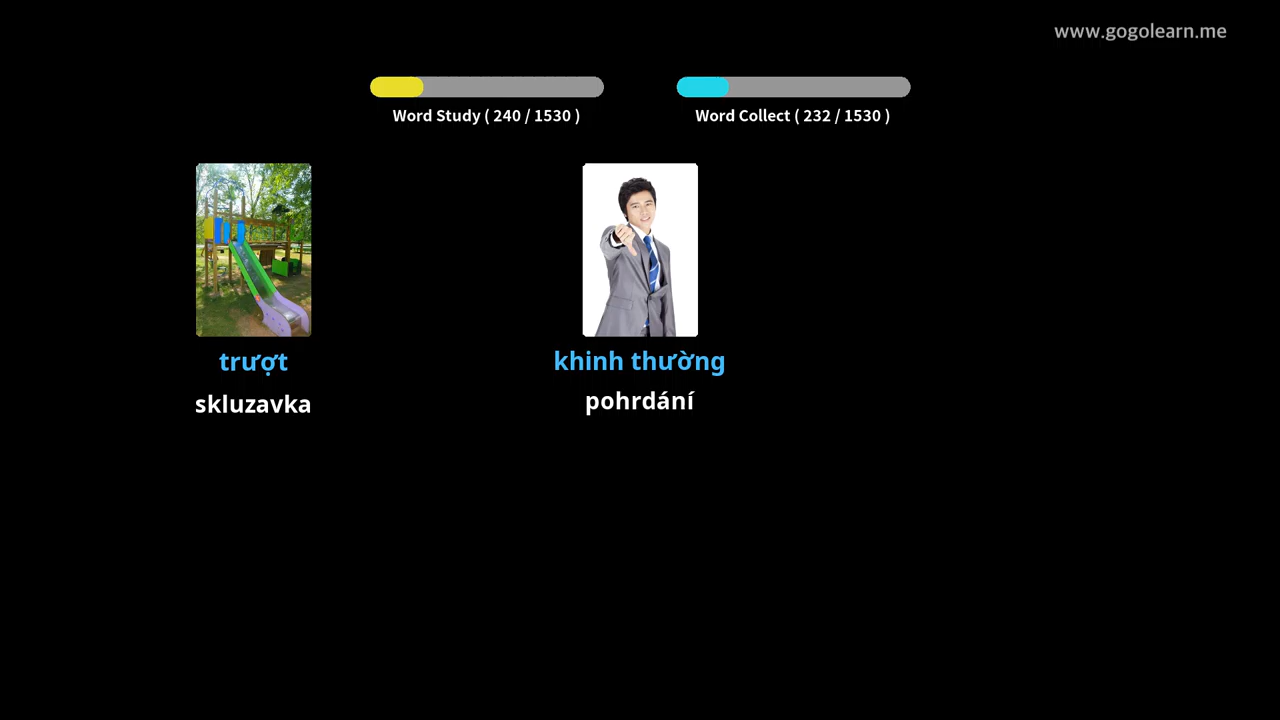 www.gogolearn.me
Word Study ( 240 / 1530 )
Word Collect ( 232 / 1530 )
trượt
khinh thường
skluzavka
pohrdání